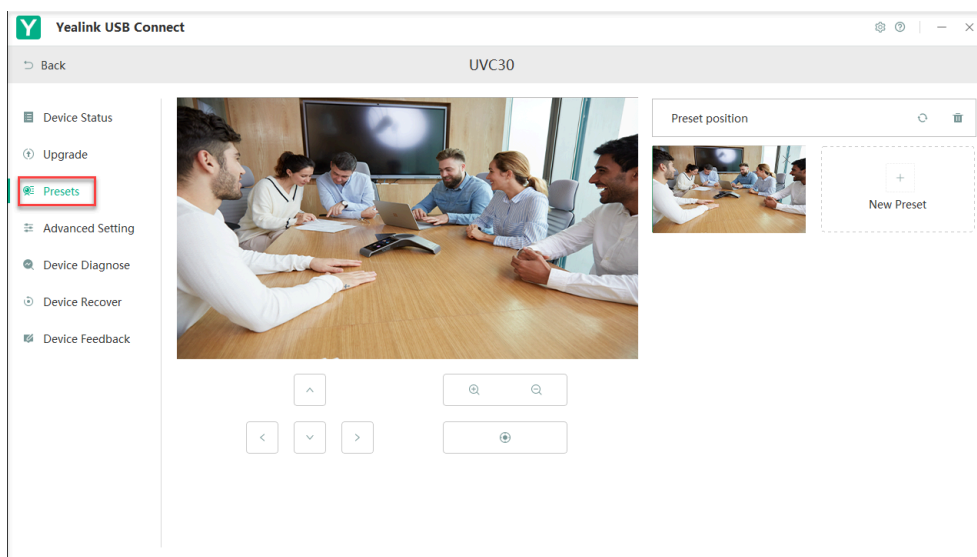 Yealink USB Connect
Back
UVC30
Device Status
Upgrade
Presets
Advanced Setting
Device Diagnose
Device Recover
Device Feedback
Preset position
New Preset